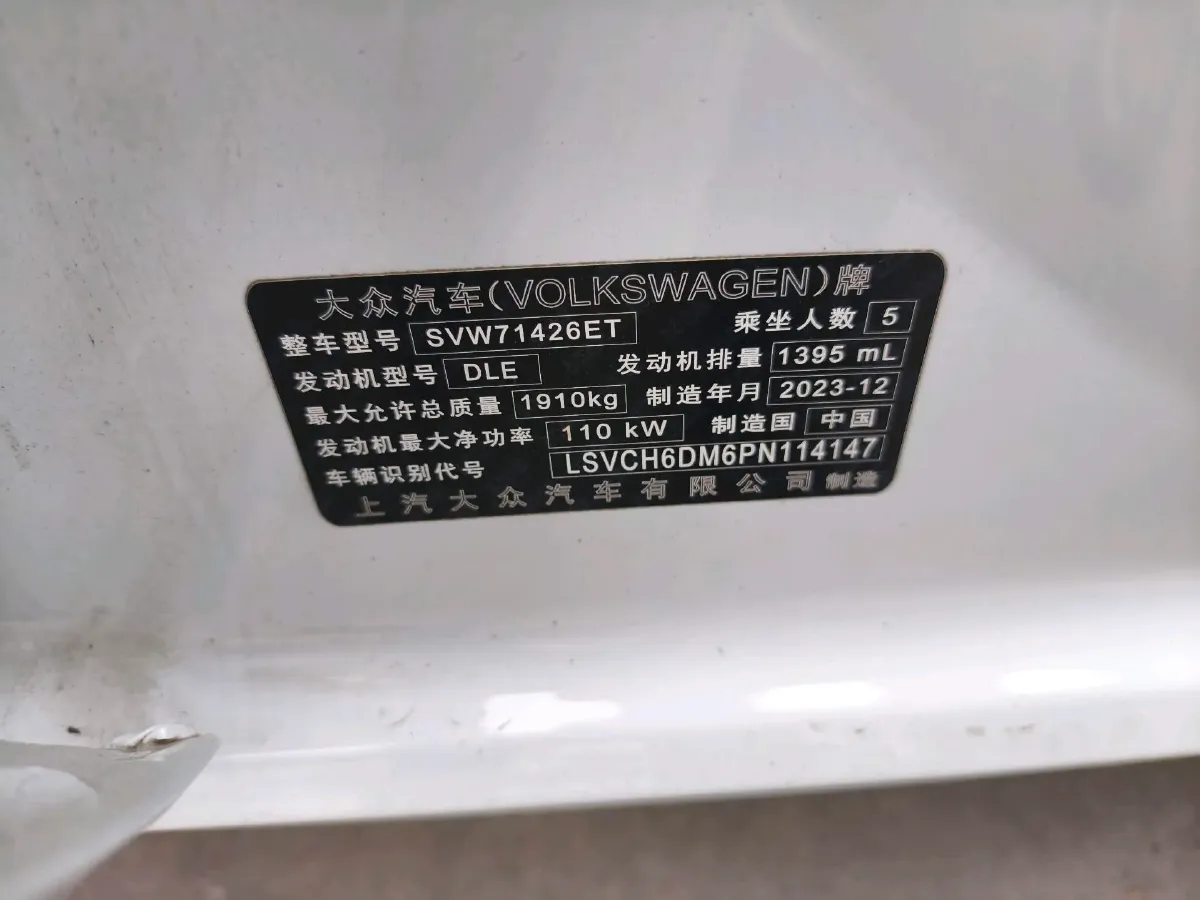 大众汽车(VOLKSWAGEN)牌
整车型号 SVW71426ET 乘坐人数 5
发动机型号 DLE 发动机排量 1395 mL
最大允许总质量 1910kg 制造年月 2023-12
发动机最大净功率 110 kW 制造国 中国
车辆识别代号 LSVCH6DM6PN114147
上汽大众汽车有限公司制造